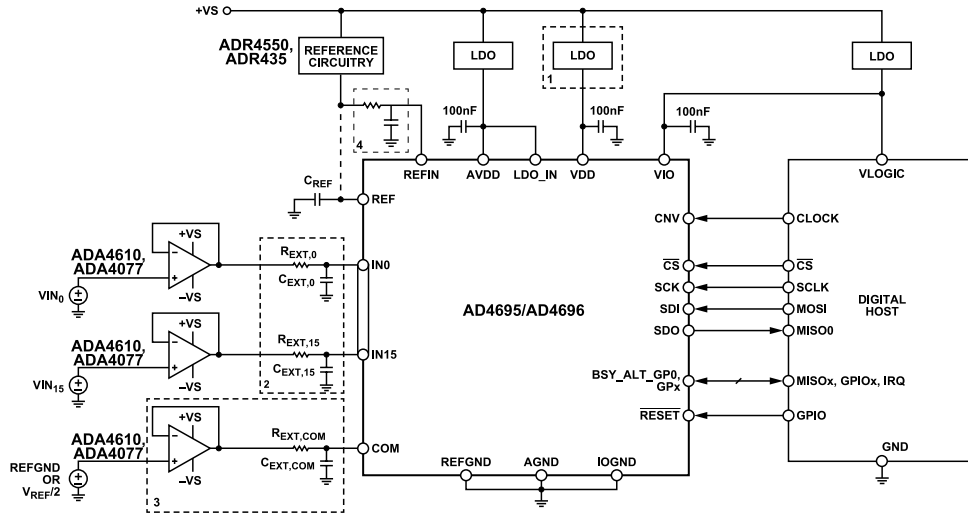 +VS
ADR4550,
ADR435
REFERENCE
CIRCUITRY
LDO
LDO
1
LDO
100nF
100nF
100nF
4
REFIN
AVDD
LDO_IN
VDD
VIO
VLOGIC
CREF
REF
CNV
CLOCK
ADA4610,
ADA4077
+VS
−
+
−VS
VIN0
REXT,0
CEXT,0
IN0
CS
CS
SCK
SCLK
AD4695/AD4696
SDI
MOSI
DIGITAL
HOST
SDO
MISO0
ADA4610,
ADA4077
+VS
−
+
−VS
VIN15
REXT,15
CEXT,15
2
IN15
BSY_ALT_GP0,
GPx
MISOx, GPIOx, IRQ
RESET
GPIO
ADA4610,
ADA4077
+VS
−
+
−VS
REFGND
OR
VREF/2
REXT,COM
CEXT,COM
3
COM
GND
REFGND
AGND
IOGND